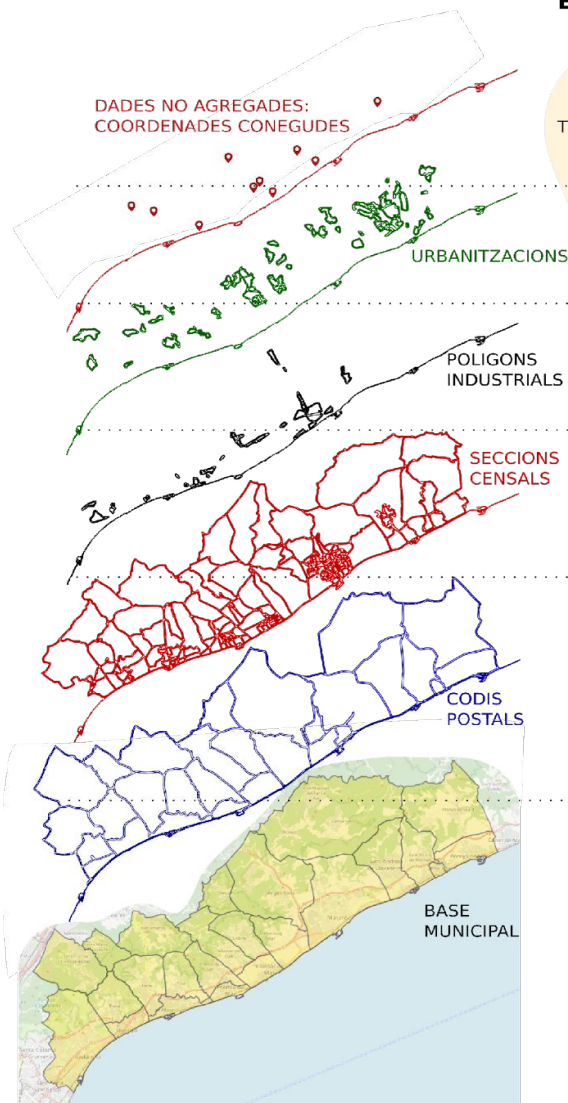 DADES NO AGREGADES:
COORDENADES CONEGUDES
URBANITZACIONS
POLIGONS
INDUSTRIALS
SECCIONS
CENSALS
CODIS
POSTALS
BASE
MUNICIPAL